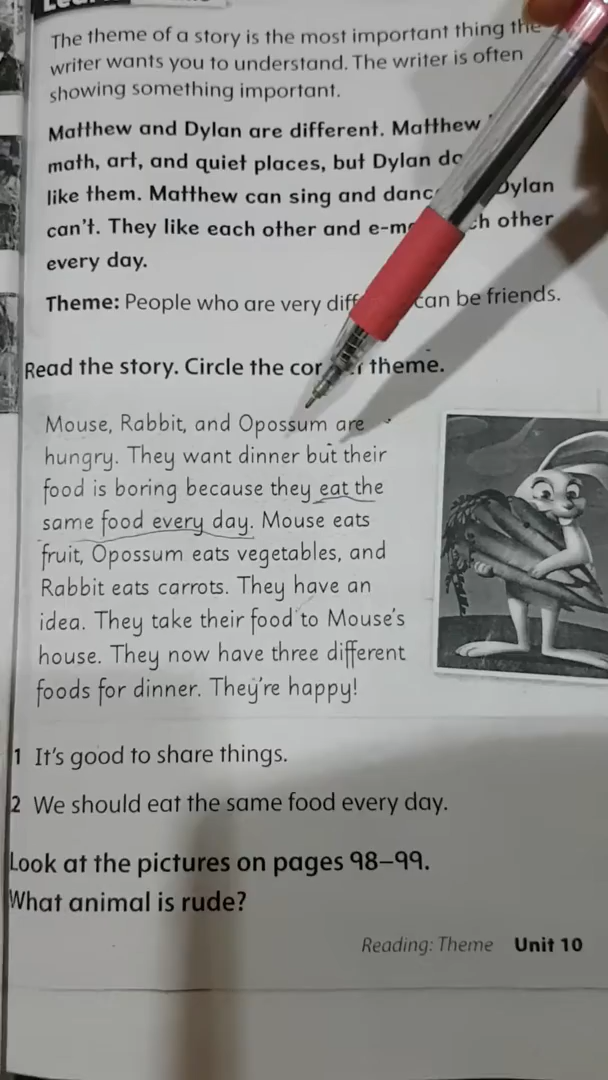 The theme of a story is the most important thing the
writer wants you to understand. The writer is often
showing something important.
Matthew and Dylan are different. Matthew
math, art, and quiet places, but Dylan
like them. Matthew can sing and Dylan
can't. They like each other and other
every day.
Theme: People who are very can be friends.
Read the story. Circle the theme.
Mouse, Rabbit, and Opossum are
hungry. They want dinner but their
food is boring because they eat the
same food every day. Mouse eats
fruit, Opossum eats vegetables, and
Rabbit eats carrots. They have an
idea. They take their food to Mouse's
house. They now have three different
foods for dinner. They're happy!
1 It's good to share things.
2 We should eat the same food every day.
Look at the pictures on pages 98–99.
What animal is rude?
Reading: Theme Unit 10